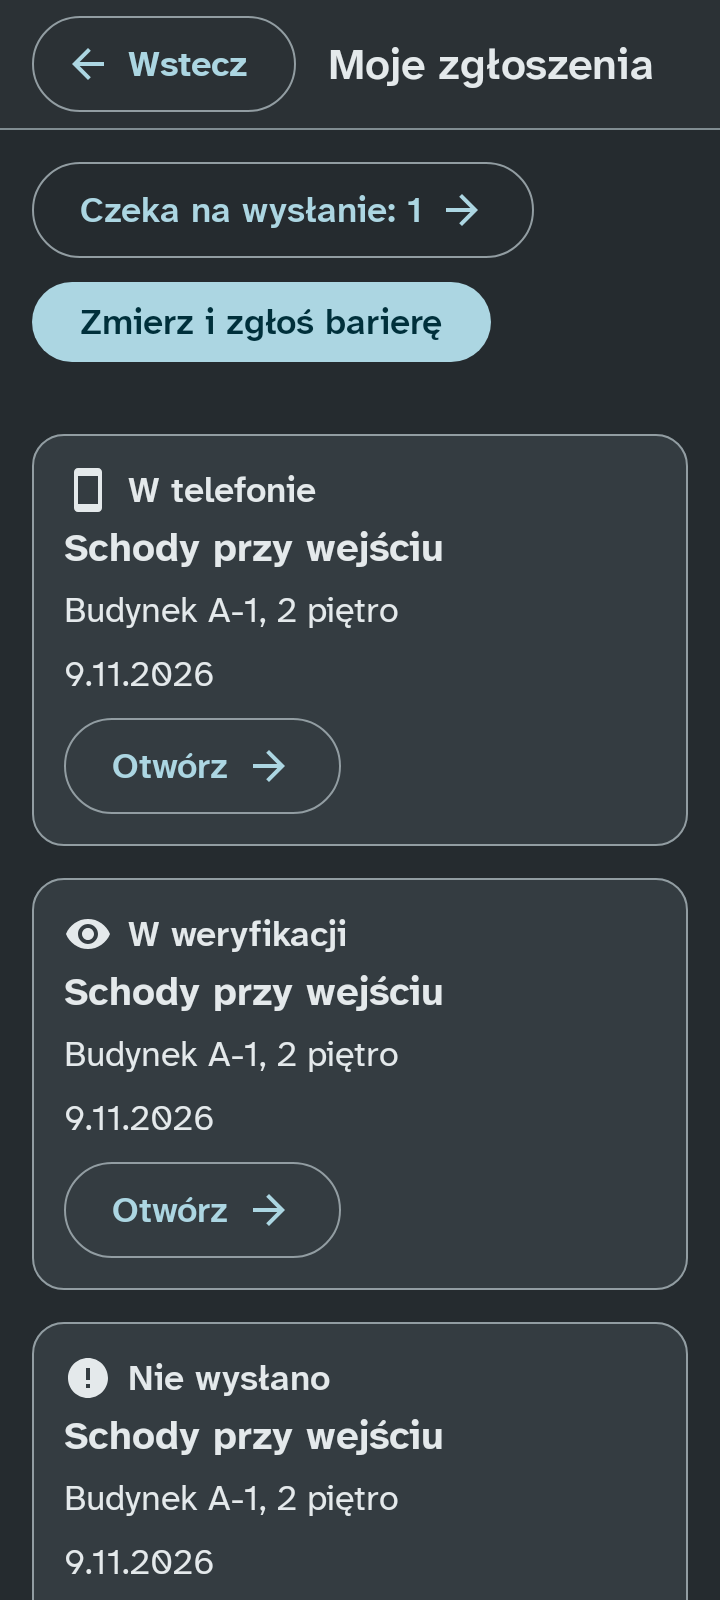 Wstecz
Moje zgłoszenia
Czeka na wysłanie: 1
Zmierz i zgłoś barierę
W telefonie
Schody przy wejściu
Budynek A-1, 2 piętro
9.11.2026
Otwórz
W weryfikacji
Schody przy wejściu
Budynek A-1, 2 piętro
9.11.2026
Otwórz
Nie wysłano
Schody przy wejściu
Budynek A-1, 2 piętro
9.11.2026